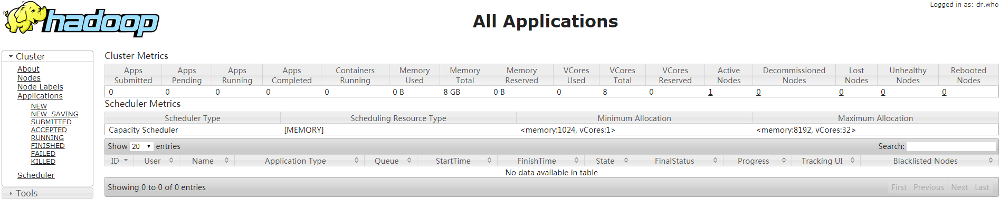 Logged in as: dr.who
hadoop
All Applications
Cluster
About
Nodes
Node Labels
Applications
NEW
NEW_SAVING
SUBMITTED
ACCEPTED
RUNNING
FINISHED
FAILED
KILLED
Scheduler
Tools
Cluster Metrics
Apps Submitted Apps Pending Apps Running Apps Completed Containers Running Memory Used Memory Total Memory Reserved VCores Used VCores Total VCores Reserved Active Nodes Decommissioned Nodes Lost Nodes Unhealthy Nodes Rebooted Nodes
0 0 0 0 0 0 B 8 GB 0 B 0 8 0 1 0 0 0 0
Scheduler Metrics
Scheduler Type Scheduling Resource Type Minimum Allocation Maximum Allocation
Capacity Scheduler [MEMORY] <memory:1024, vCores:1> <memory:8192, vCores:32>
Show 20 entries Search:
ID User Name Application Type Queue StartTime FinishTime State FinalStatus Progress Tracking UI Blacklisted Nodes
No data available in table
Showing 0 to 0 of 0 entries First Previous Next Last